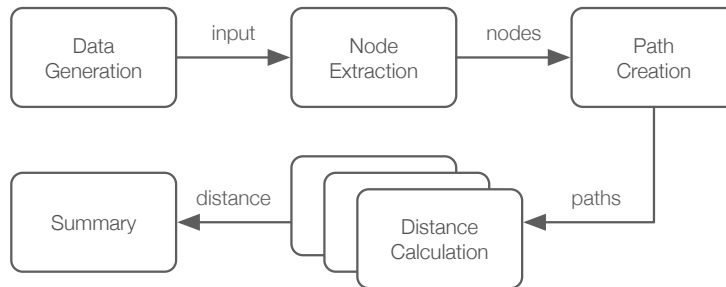 Data
Generation
input
Node
Extraction
nodes
Path
Creation
paths
Distance
Calculation
distance
Summary